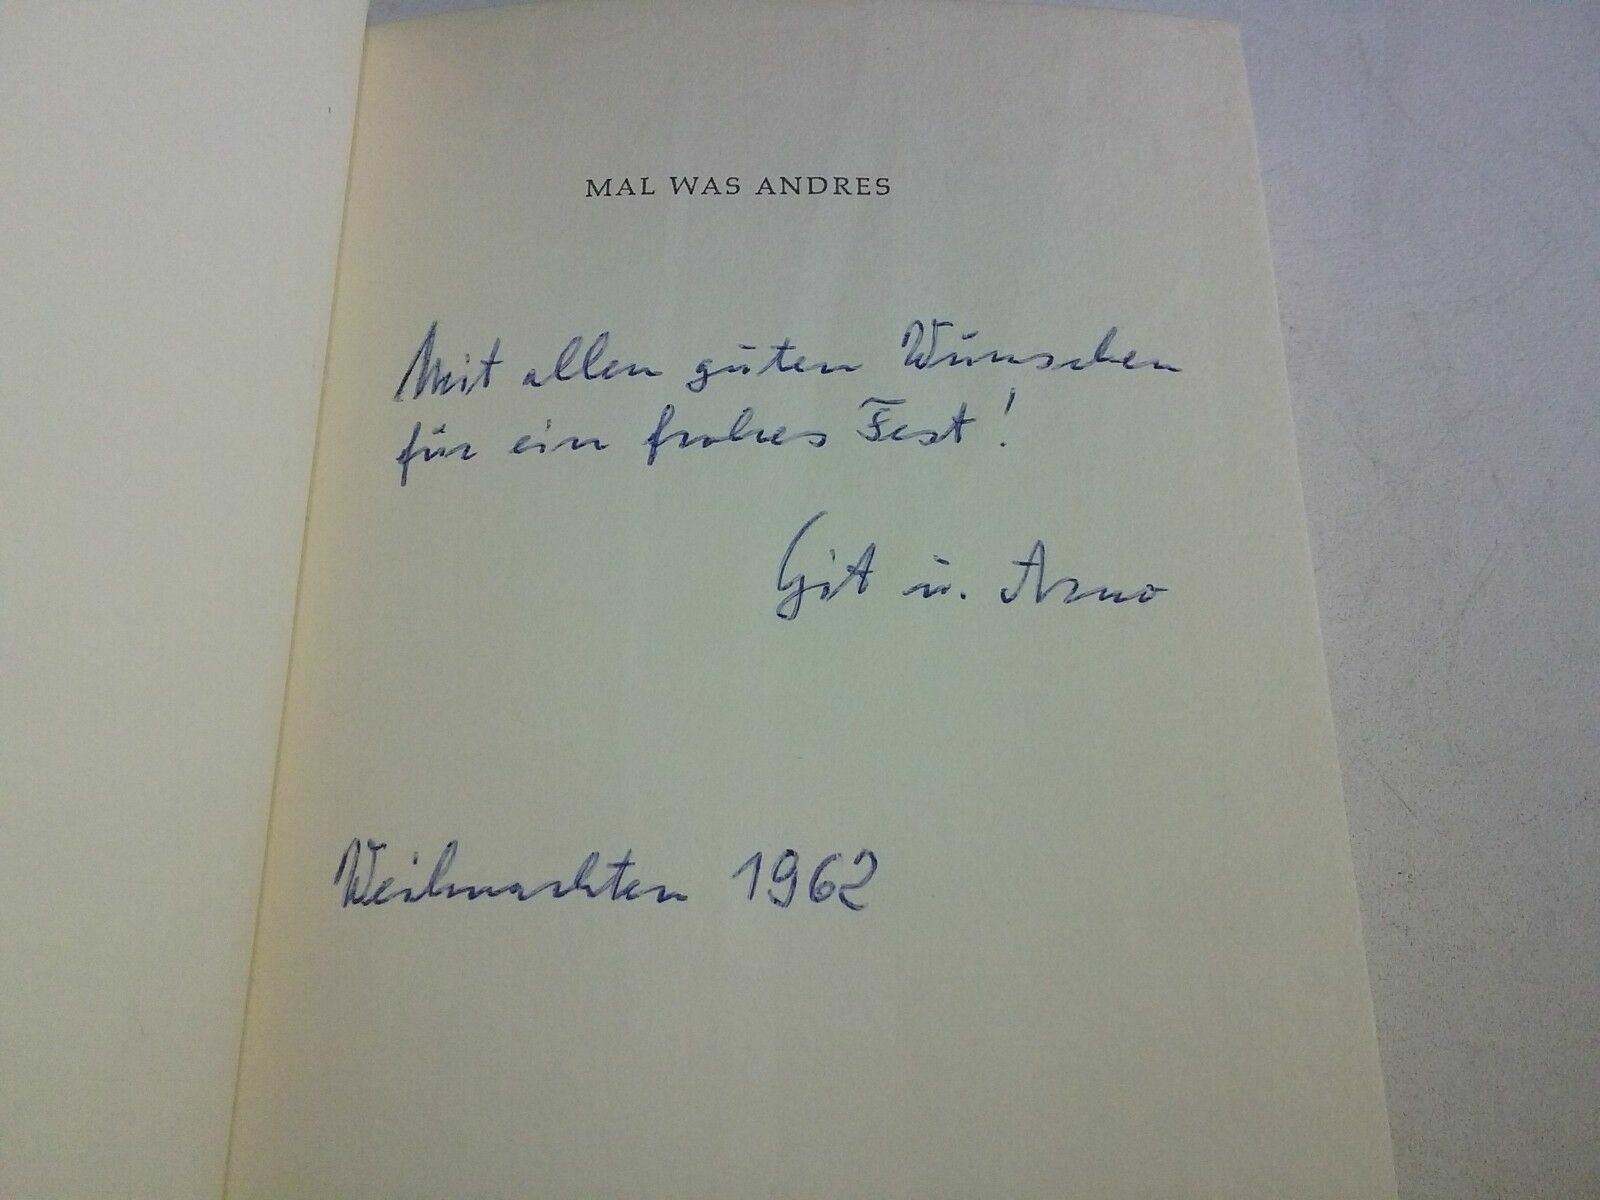 MAL WAS ANDRES
Mit allen guten Wünschen
für ein frohes Fest!
Git u. Arno
Weihnachten 1962